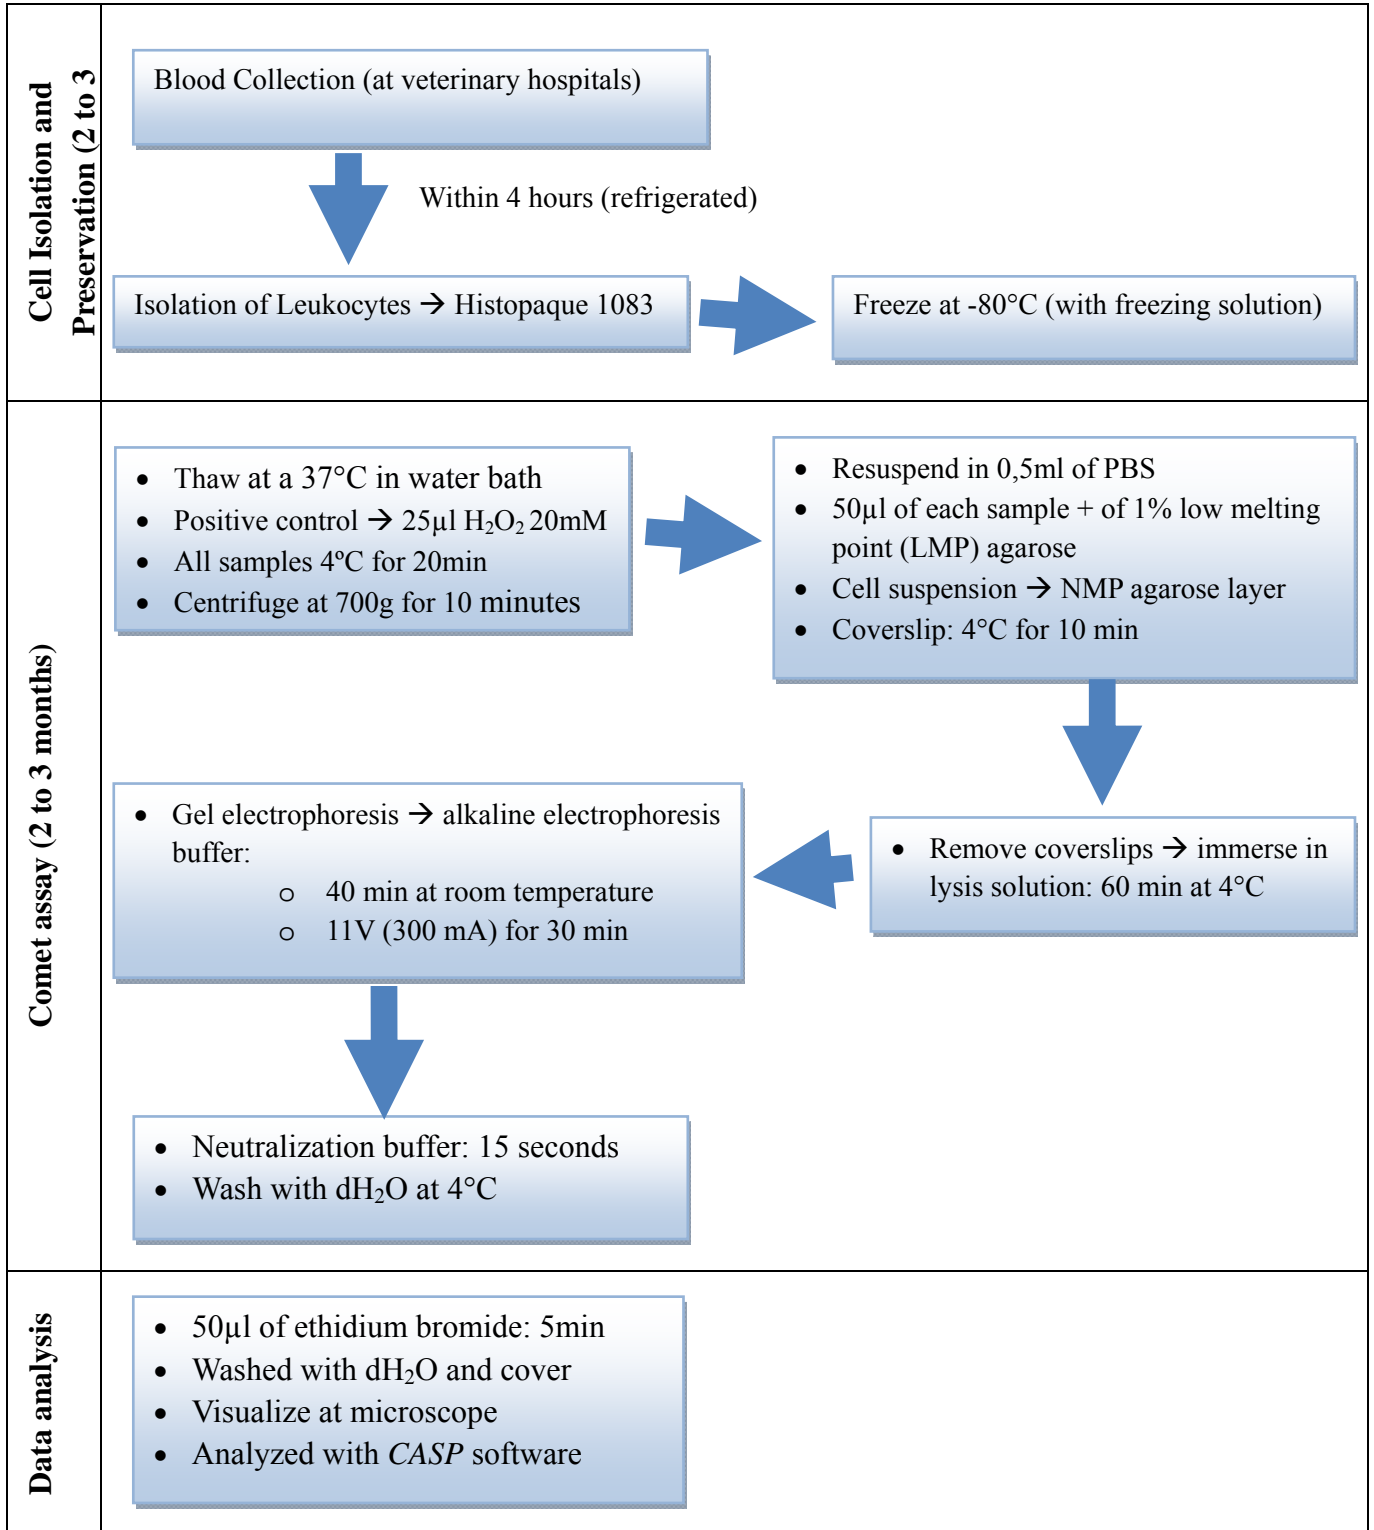 Cell Isolation and
Preservation (2 to 3
Blood Collection (at veterinary hospitals)
Within 4 hours (refrigerated)
Isolation of Leukocytes → Histopaque 1083
Freeze at -80°C (with freezing solution)
Comet assay (2 to 3 months)
• Thaw at a 37°C in water bath
• Positive control → 25µl H₂O₂ 20mM
• All samples 4ºC for 20min
• Centrifuge at 700g for 10 minutes
• Resuspend in 0,5ml of PBS
• 50µl of each sample + of 1% low melting
point (LMP) agarose
• Cell suspension → NMP agarose layer
• Coverslip: 4°C for 10 min
• Remove coverslips → immerse in
lysis solution: 60 min at 4°C
• Gel electrophoresis → alkaline electrophoresis
buffer:
o 40 min at room temperature
o 11V (300 mA) for 30 min
• Neutralization buffer: 15 seconds
• Wash with dH₂O at 4°C
Data analysis
• 50µl of ethidium bromide: 5min
• Washed with dH₂O and cover
• Visualize at microscope
• Analyzed with CASP software